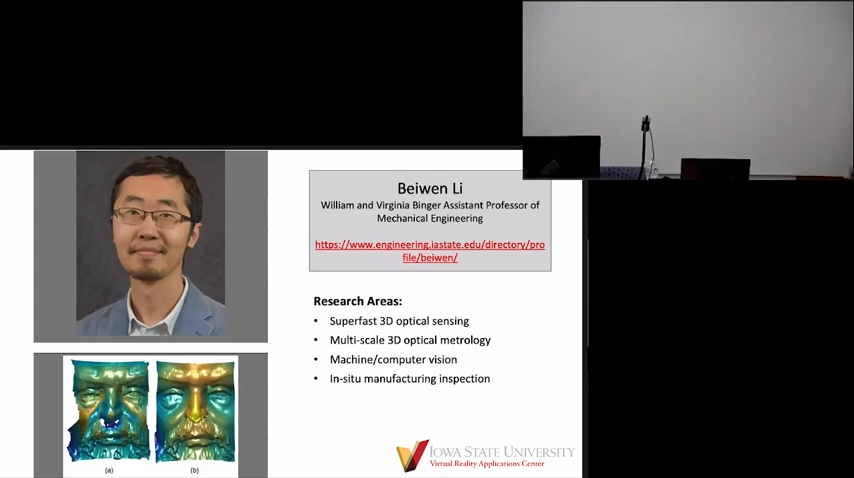 Beiwen Li
William and Virginia Binger Assistant Professor of
Mechanical Engineering
https://www.engineering.iastate.edu/directory/pro
file/beiwen/
Research Areas:
• Superfast 3D optical sensing
• Multi-scale 3D optical metrology
• Machine/computer vision
• In-situ manufacturing inspection
(a) (b)
IOWA STATE UNIVERSITY
Virtual Reality Applications Center